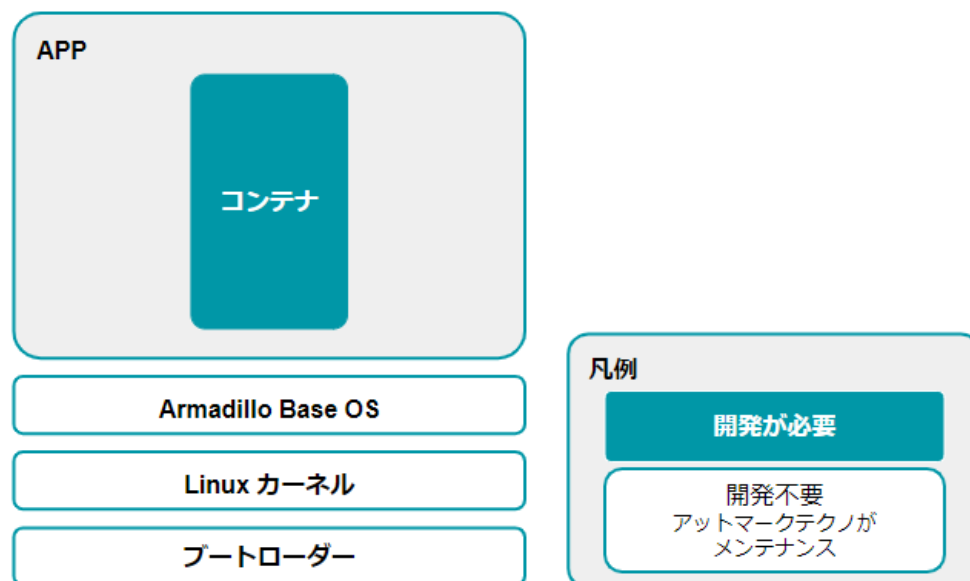 APP
コンテナ
Armadillo Base OS
Linux カーネル
ブートローダー
凡例
開発が必要
開発不要
アットマークテクノが
メンテナンス